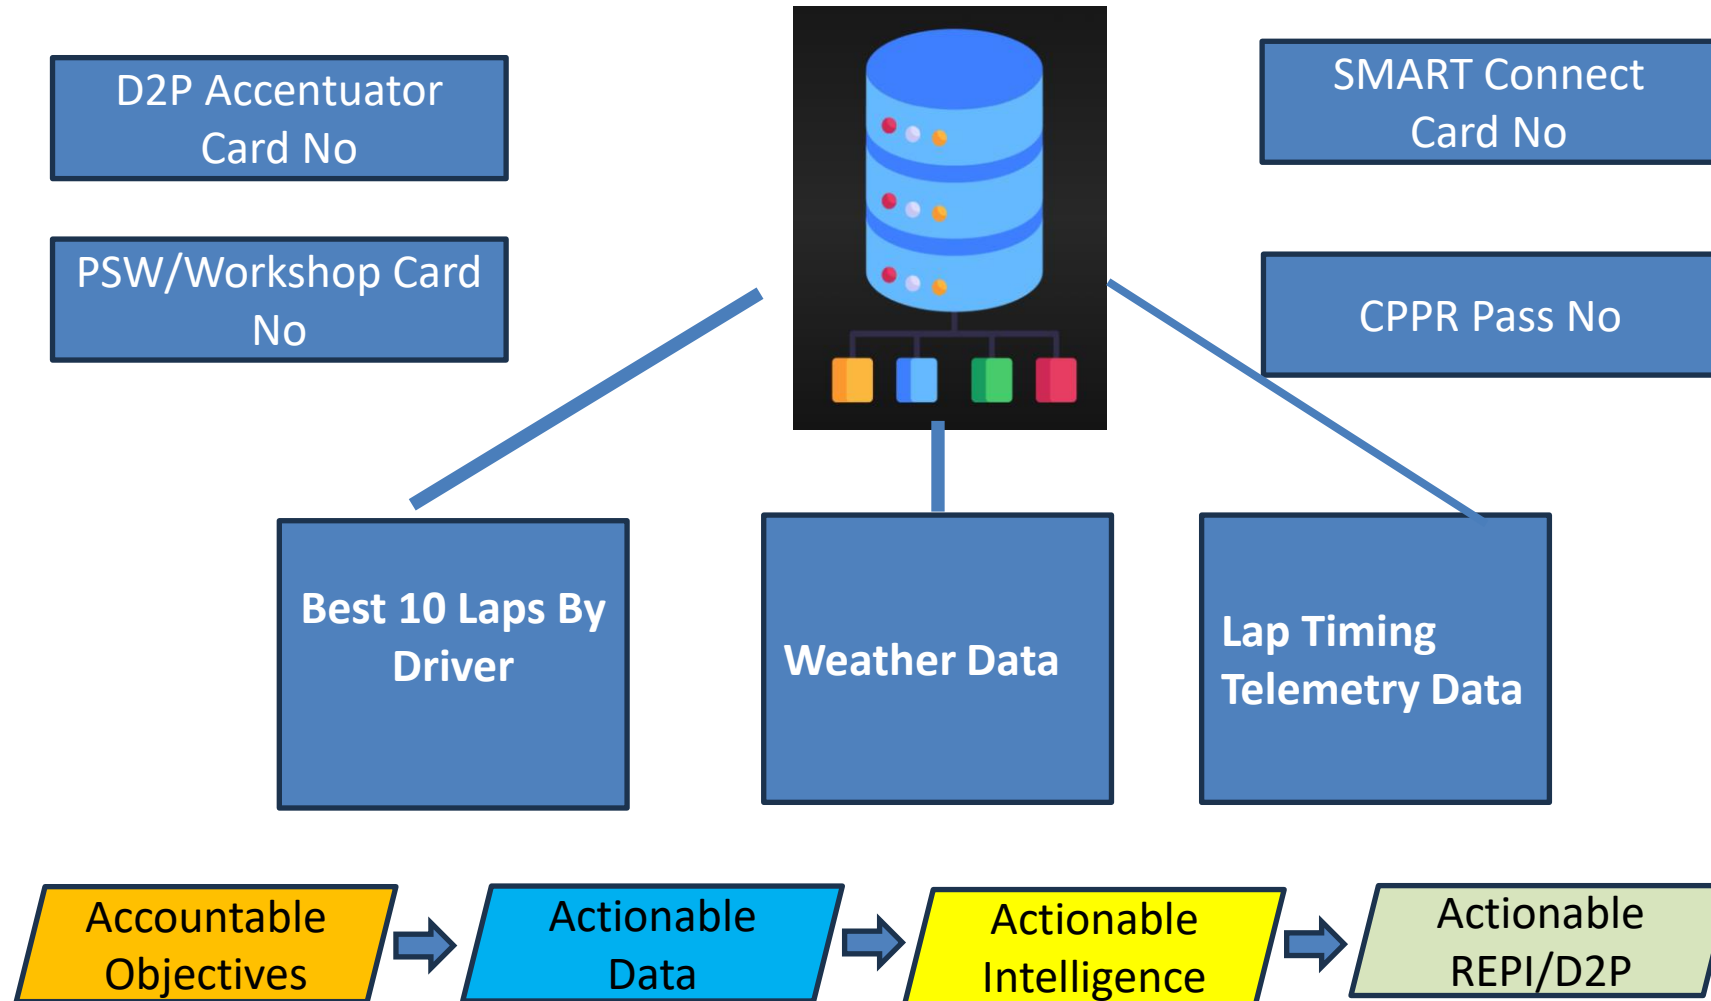 D2P Accentuator
Card No
SMART Connect
Card No
PSW/Workshop Card
No
CPPR Pass No
Best 10 Laps By
Driver
Weather Data
Lap Timing
Telemetry Data
Accountable
Objectives
Actionable
Data
Actionable
Intelligence
Actionable
REPI/D2P